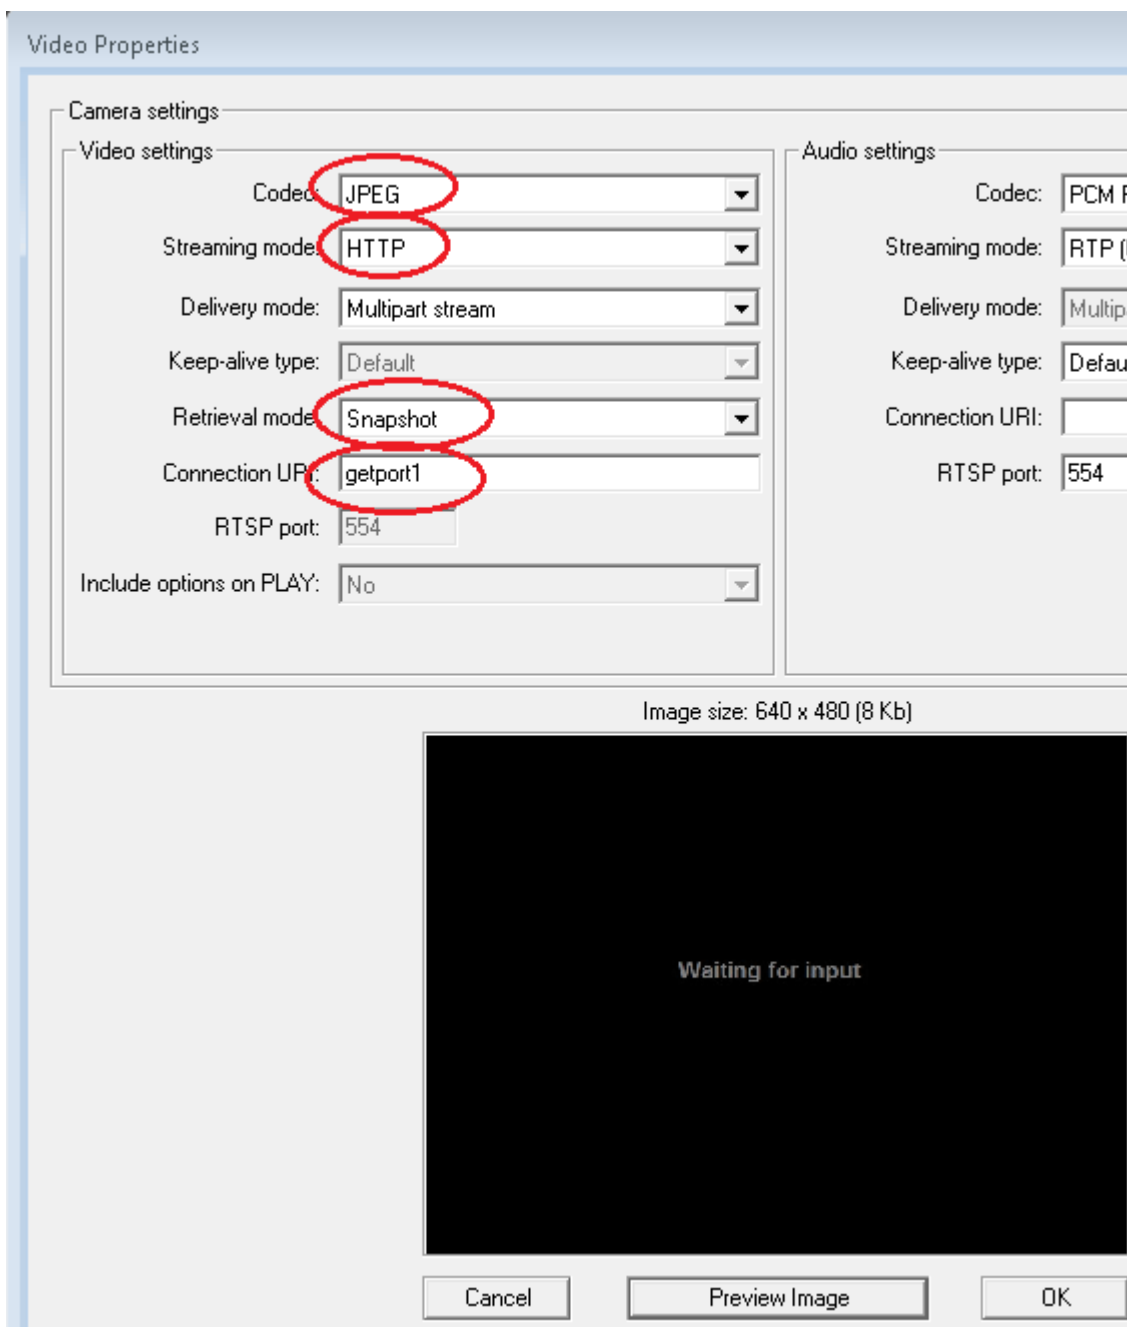 Video Properties
Camera settings
Video settings
Codec: JPEG
Streaming mode: HTTP
Delivery mode: Multipart stream
Keep-alive type: Default
Retrieval mode: Snapshot
Connection URI: getport1
RTSP port: 554
Include options on PLAY: No
Audio settings
Codec: PCM
Streaming mode: RTP
Delivery mode:
Keep-alive type:
Connection URI:
RTSP port: 554
Image size: 640 x 480 (8 Kb)
Waiting for input
Cancel Preview Image OK